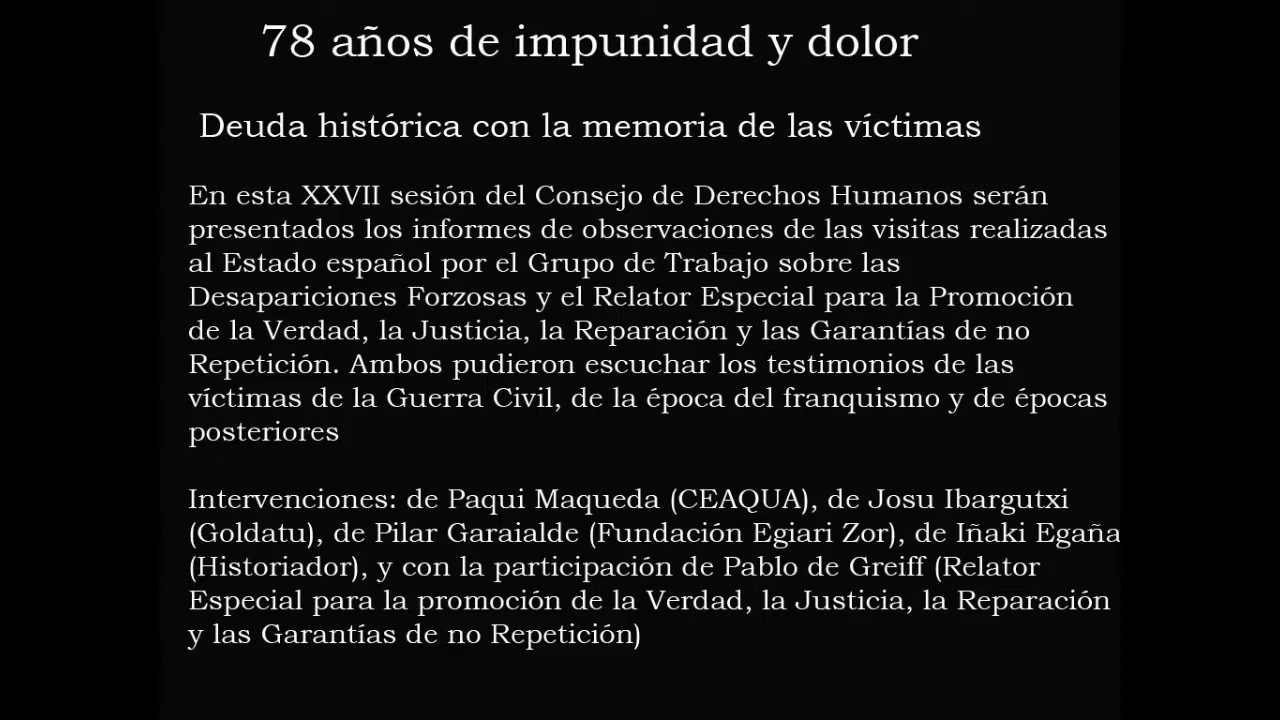 78 años de impunidad y dolor
Deuda histórica con la memoria de las víctimas
En esta XXVII sesión del Consejo de Derechos Humanos serán
presentados los informes de observaciones de las visitas realizadas
al Estado español por el Grupo de Trabajo sobre las
Desapariciones Forzosas y el Relator Especial para la Promoción
de la Verdad, la Justicia, la Reparación y las Garantías de no
Repetición. Ambos pudieron escuchar los testimonios de las
víctimas de la Guerra Civil, de la época del franquismo y de épocas
posteriores
Intervenciones: de Paqui Maqueda (CEAQUA), de Josu Ibargutxi
(Goldatu), de Pilar Garaialde (Fundación Egiari Zor), de Iñaki Egaña
(Historiador), y con la participación de Pablo de Greiff (Relator
Especial para la promoción de la Verdad, la Justicia, la Reparación
y las Garantías de no Repetición)